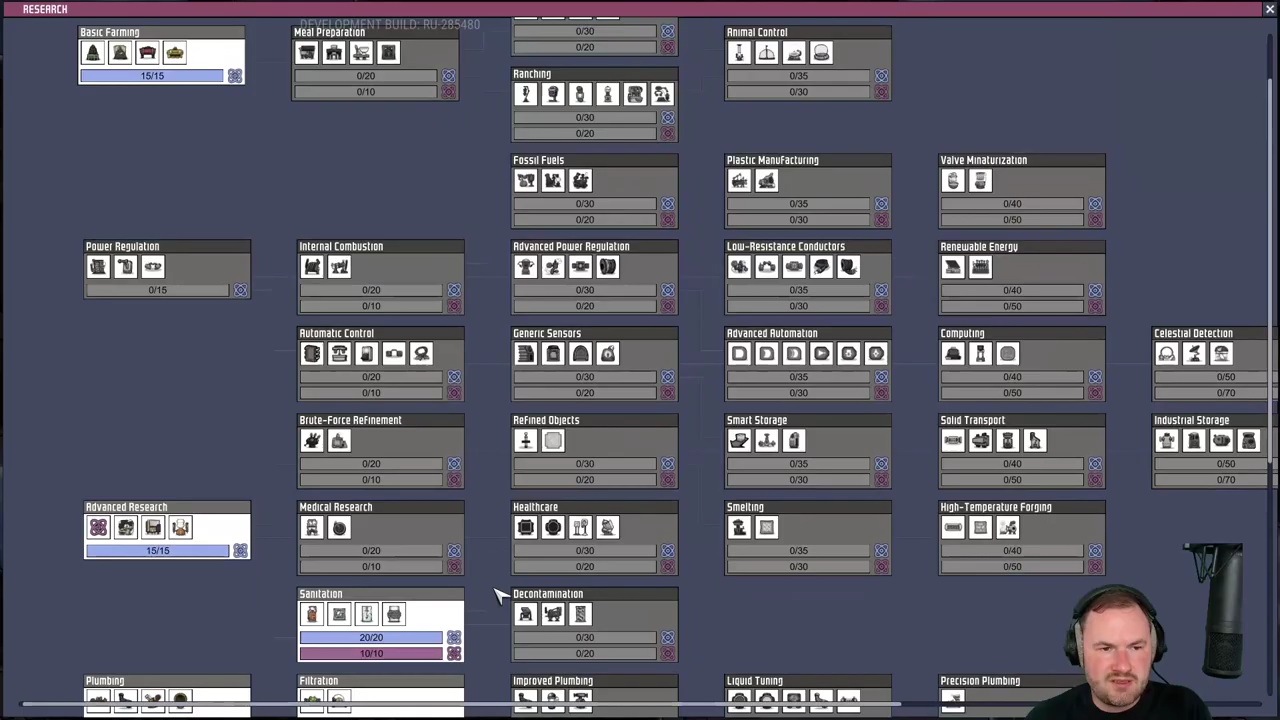 RESEARCH
DEVELOPMENT BUILD: RU-285480
Basic Farming
15/15
Meal Preparation
0/20
0/10
0/30
0/20
Animal Control
0/35
0/30
Ranching
0/30
0/20
Fossil Fuels
0/30
0/20
Plastic Manufacturing
0/35
0/30
Valve Minaturization
0/40
0/50
Power Regulation
0/15
Internal Combustion
0/20
0/10
Advanced Power Regulation
0/30
0/20
Low-Resistance Conductors
0/35
0/30
Renewable Energy
0/40
0/50
Automatic Control
0/20
0/10
Generic Sensors
0/30
0/20
Advanced Automation
0/35
0/30
Computing
0/40
0/50
Celestial Detection
0/50
0/70
Brute-Force Refinement
0/20
0/10
Refined Objects
0/30
0/20
Smart Storage
0/35
0/30
Solid Transport
0/40
0/50
Industrial Storage
0/50
0/70
Advanced Research
15/15
Medical Research
0/20
0/10
Healthcare
0/30
0/20
Smelting
0/35
0/30
High-Temperature Forging
0/40
0/50
Sanitation
20/20
10/10
Decontamination
0/30
0/20
Plumbing
Filtration
Improved Plumbing
Liquid Tuning
Precision Plumbing